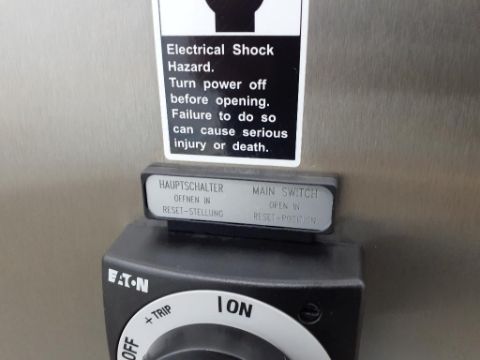 Electrical Shock
Hazard.
Turn power off
before opening.
Failure to do so
can cause serious
injury or death.
HAUPTSCHALTER
ÖFFNEN IN
RESET-STELLUNG
MAIN SWITCH
OPEN IN
RESET-POSITION
EATON
OFF
+ TRIP
I ON